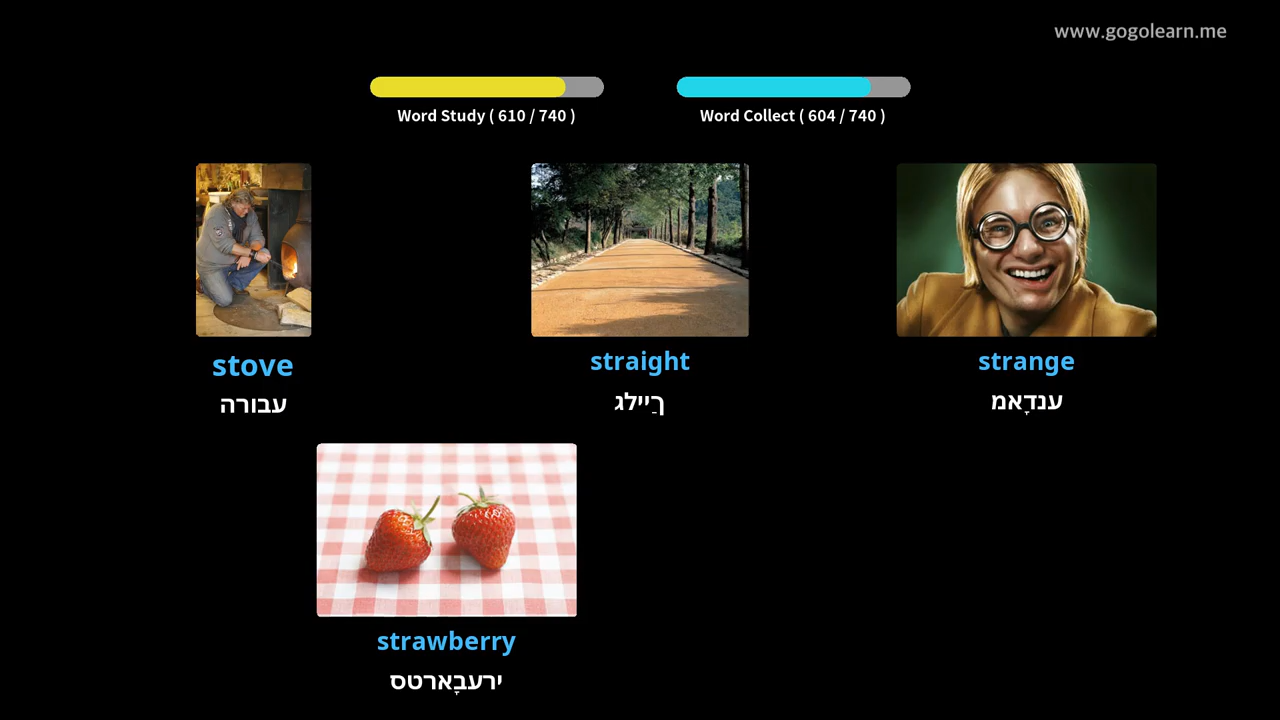 www.gogolearn.me
Word Study ( 610 / 740 )
Word Collect ( 604 / 740 )
stove
עבורה
straight
ךַיילג
strange
ענדָאמ
strawberry
ירעבָארטס